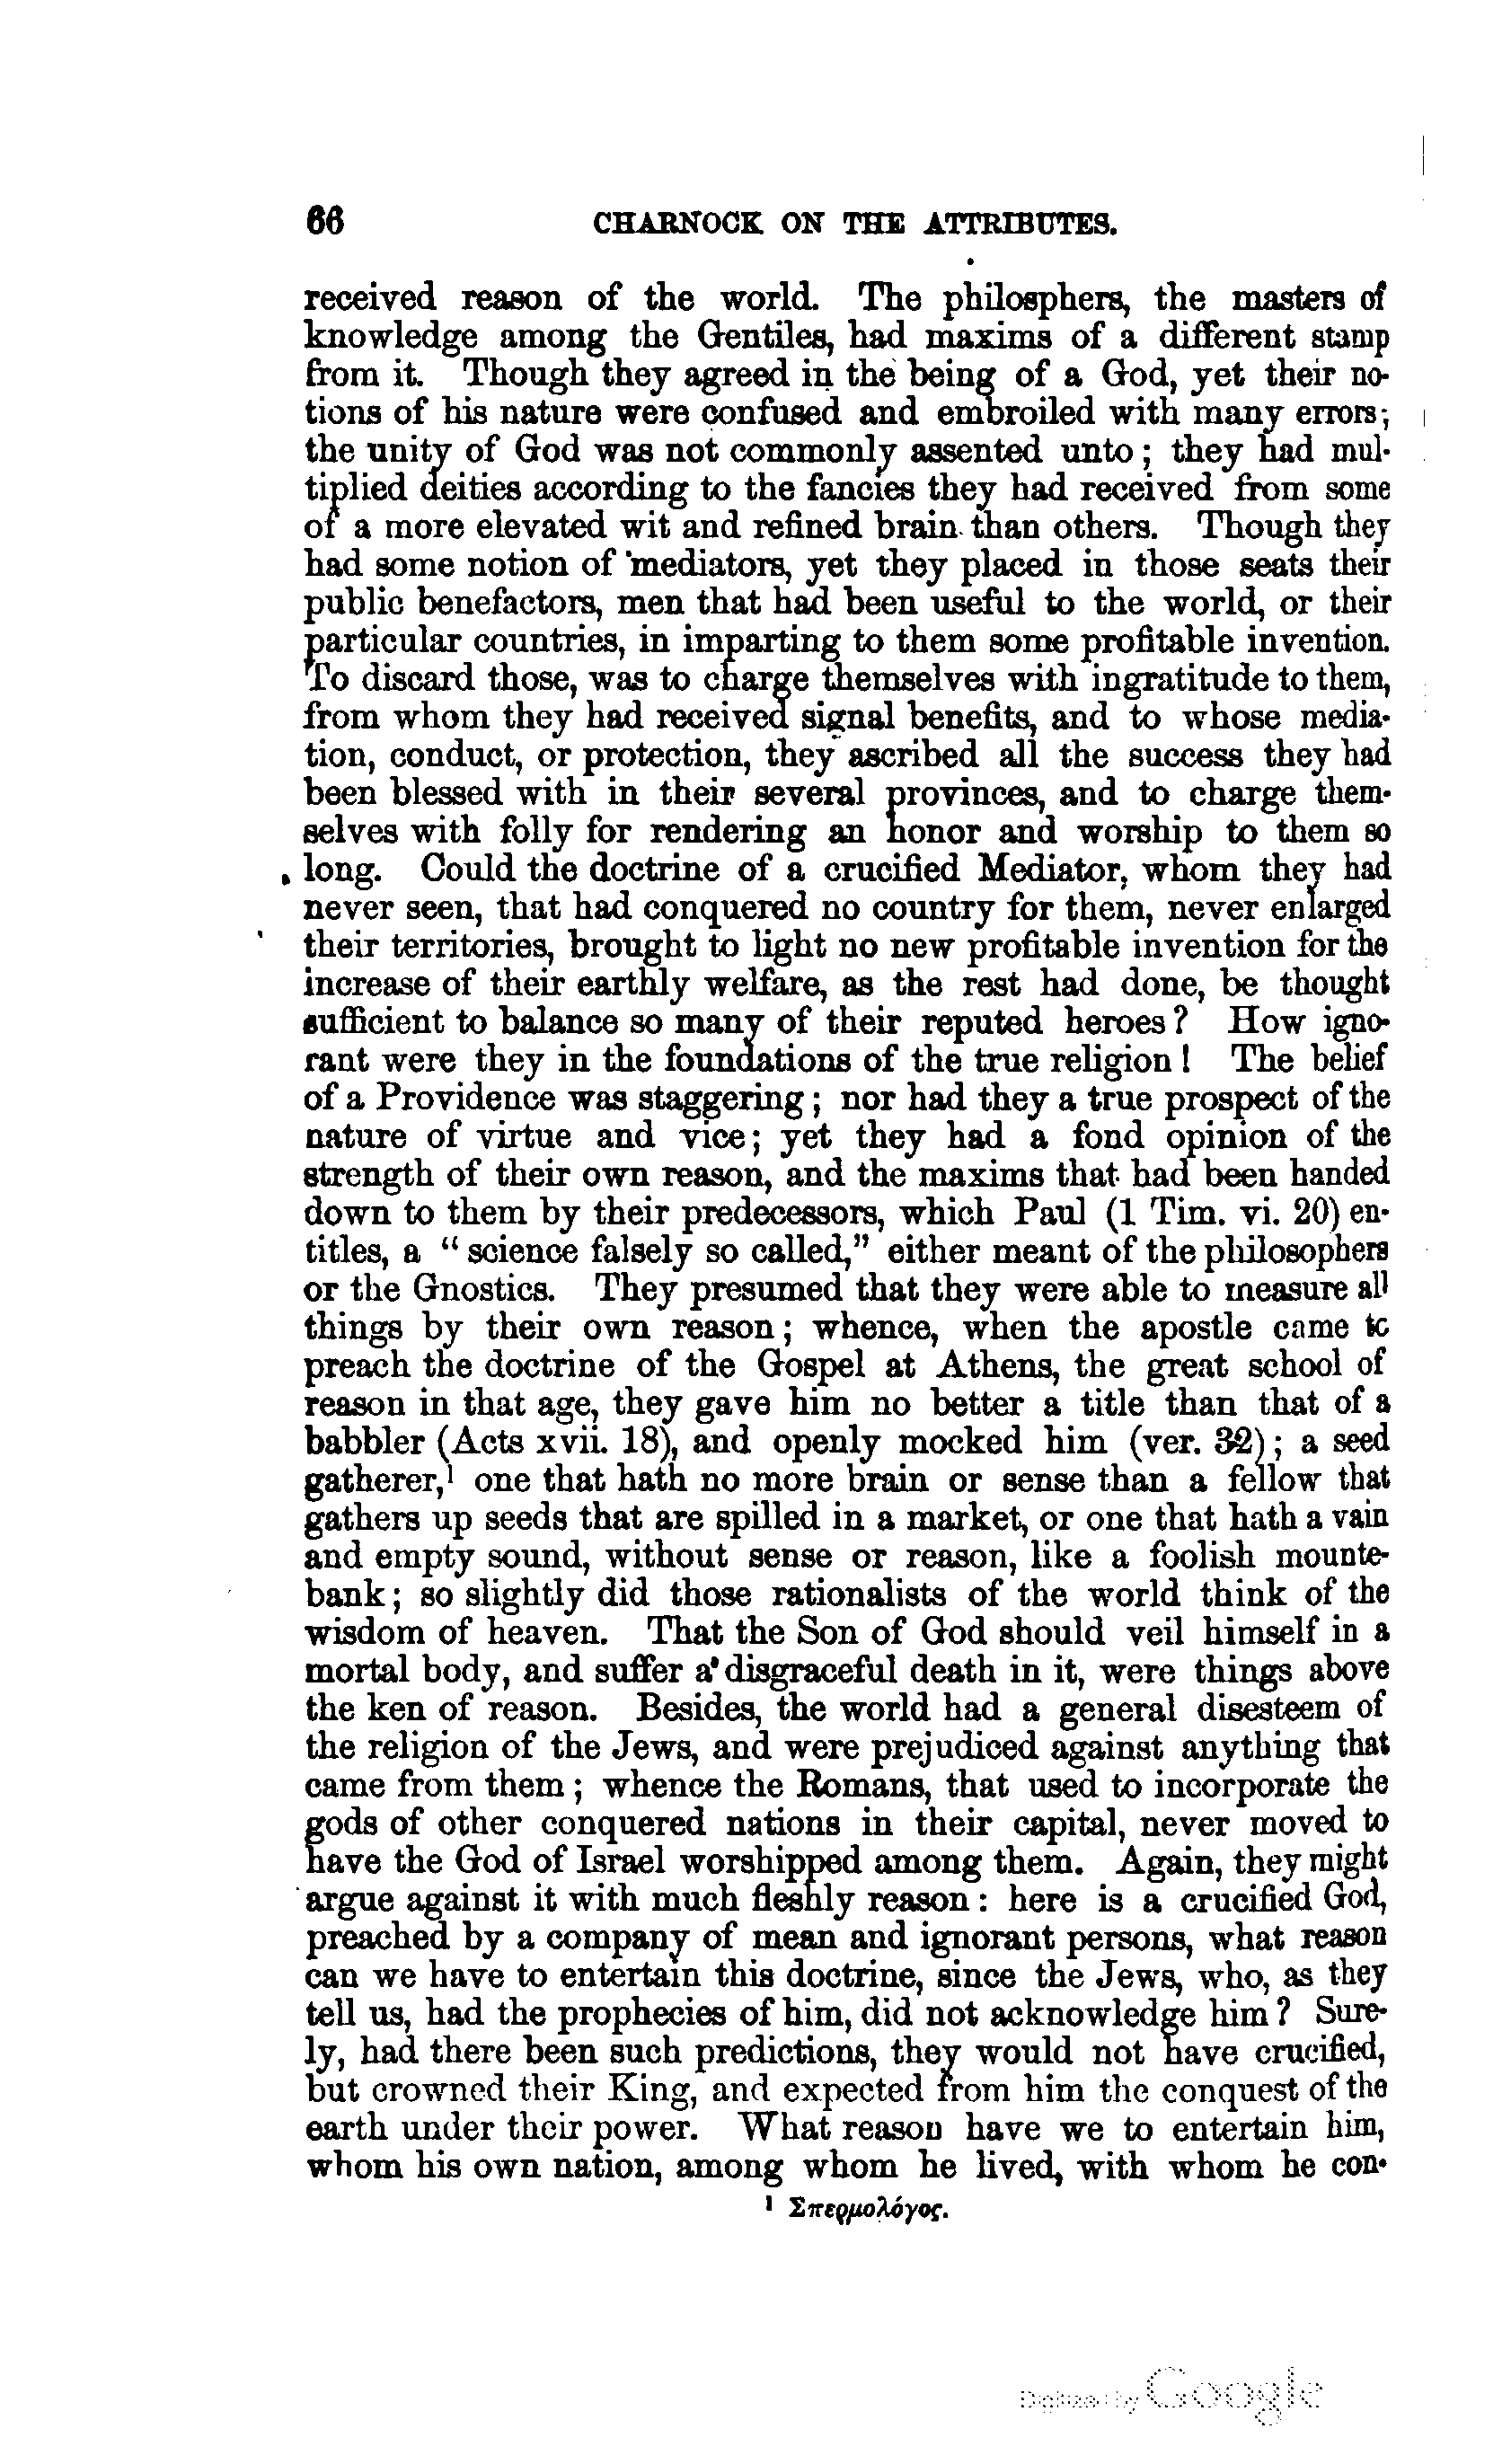 66 CHARNOCK ON THE ATTRIBUTES.
received reason of the world. The philosphers, the masters of
knowledge among the Gentiles, had maxims of a different stamp
from it. Though they agreed in the being of a God, yet their no-
tions of his nature were confused and embroiled with many errors;
the unity of God was not commonly assented unto; they had mul-
tiplied deities according to the fancies they had received from some
of a more elevated wit and refined brain than others. Though they
had some notion of mediators, yet they placed in those seats their
public benefactors, men that had been useful to the world, or their
particular countries, in imparting to them some profitable invention.
To discard those, was to charge themselves with ingratitude to them,
from whom they had received signal benefits, and to whose media-
tion, conduct, or protection, they ascribed all the success they had
been blessed with in their several provinces, and to charge them-
selves with folly for rendering an honor and worship to them so
long. Could the doctrine of a crucified Mediator, whom they had
never seen, that had conquered no country for them, never enlarged
their territories, brought to light no new profitable invention for the
increase of their earthly welfare, as the rest had done, be thought
sufficient to balance so many of their reputed heroes? How igno-
rant were they in the foundations of the true religion! The belief
of a Providence was staggering; nor had they a true prospect of the
nature of virtue and vice; yet they had a fond opinion of the
strength of their own reason, and the maxims that had been handed
down to them by their predecessors, which Paul (1 Tim. vi. 20) en-
titles, a "science falsely so called," either meant of the philosophers
or the Gnostics. They presumed that they were able to measure all
things by their own reason; whence, when the apostle came to
preach the doctrine of the Gospel at Athens, the great school of
reason in that age, they gave him no better a title than that of a
babbler (Acts xvii. 18), and openly mocked him (ver. 32); a seed
gatherer,¹ one that hath no more brain or sense than a fellow that
gathers up seeds that are spilled in a market, or one that hath a vain
and empty sound, without sense or reason, like a foolish mounte-
bank; so slightly did those rationalists of the world think of the
wisdom of heaven. That the Son of God should veil himself in a
mortal body, and suffer a disgraceful death in it, were things above
the ken of reason. Besides, the world had a general disesteem of
the religion of the Jews, and were prejudiced against anything that
came from them; whence the Romans, that used to incorporate the
gods of other conquered nations in their capital, never moved to
have the God of Israel worshipped among them. Again, they might
argue against it with much fleshly reason: here is a crucified God,
preached by a company of mean and ignorant persons, what reason
can we have to entertain this doctrine, since the Jews, who, as they
tell us, had the prophecies of him, did not acknowledge him? Sure-
ly, had there been such predictions, they would not have crucified,
but crowned their King, and expected from him the conquest of the
earth under their power. What reason have we to entertain him,
whom his own nation, among whom he lived, with whom he con-
¹ Σπερμολόγος.
Digitized by Google